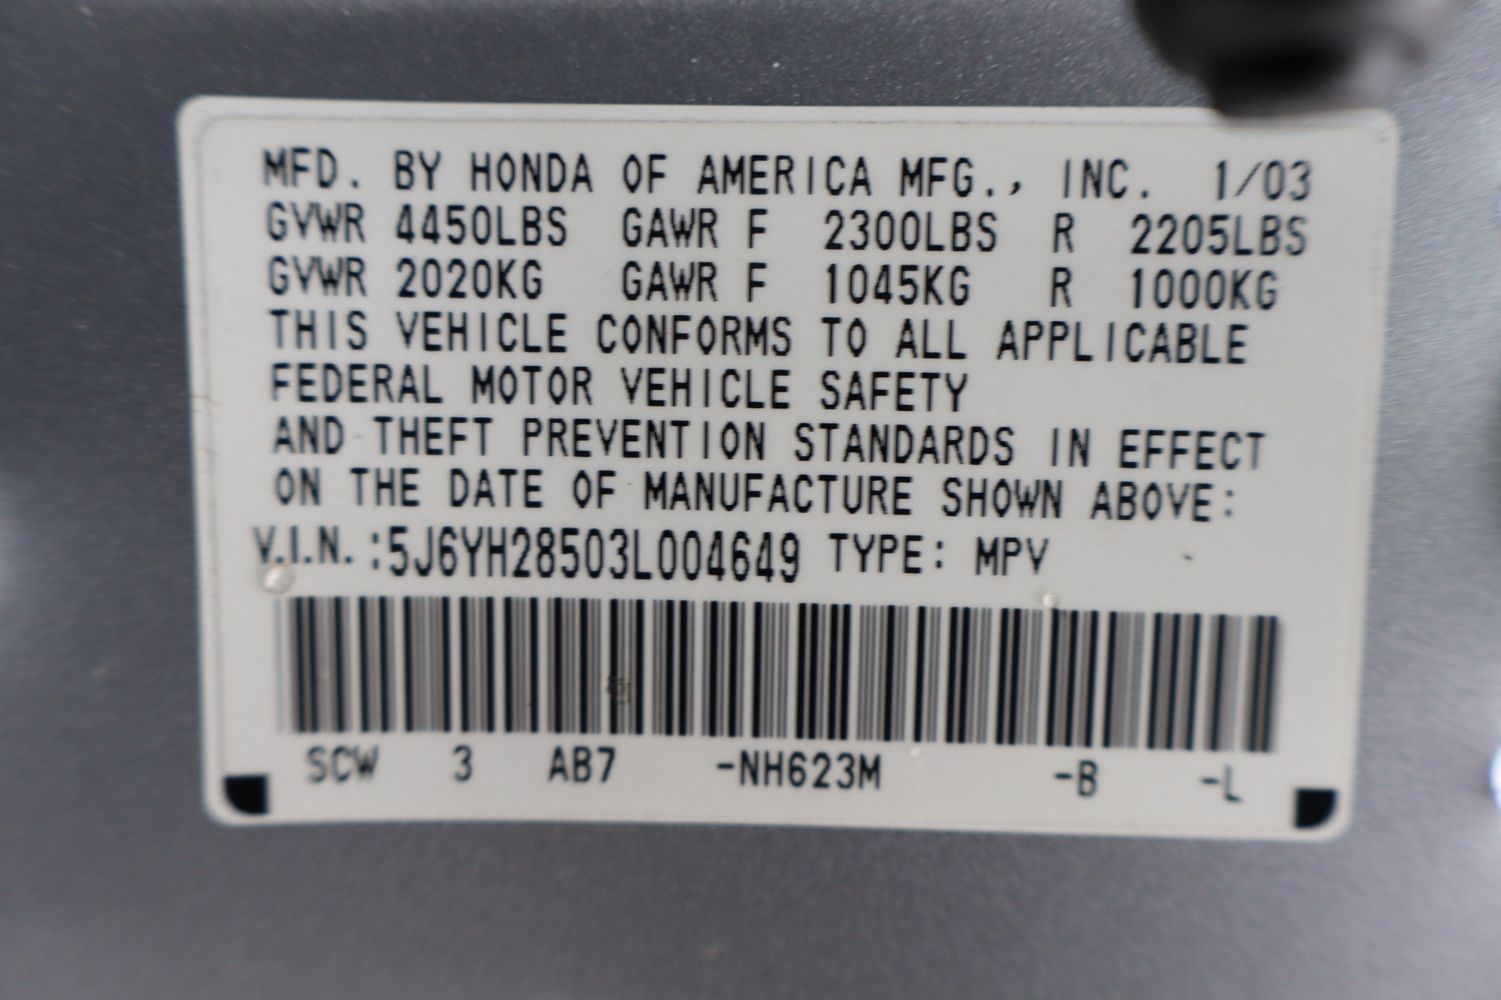 MFD. BY HONDA OF AMERICA MFG., INC. 1/03
GVWR 4450LBS GAWR F 2300LBS R 2205LBS
GVWR 2020KG GAWR F 1045KG R 1000KG
THIS VEHICLE CONFORMS TO ALL APPLICABLE
FEDERAL MOTOR VEHICLE SAFETY
AND THEFT PREVENTION STANDARDS IN EFFECT
ON THE DATE OF MANUFACTURE SHOWN ABOVE:
V.I.N.:5J6YH28503L004649 TYPE: MPV
SCW 3 AB7 -NH623M -B -L